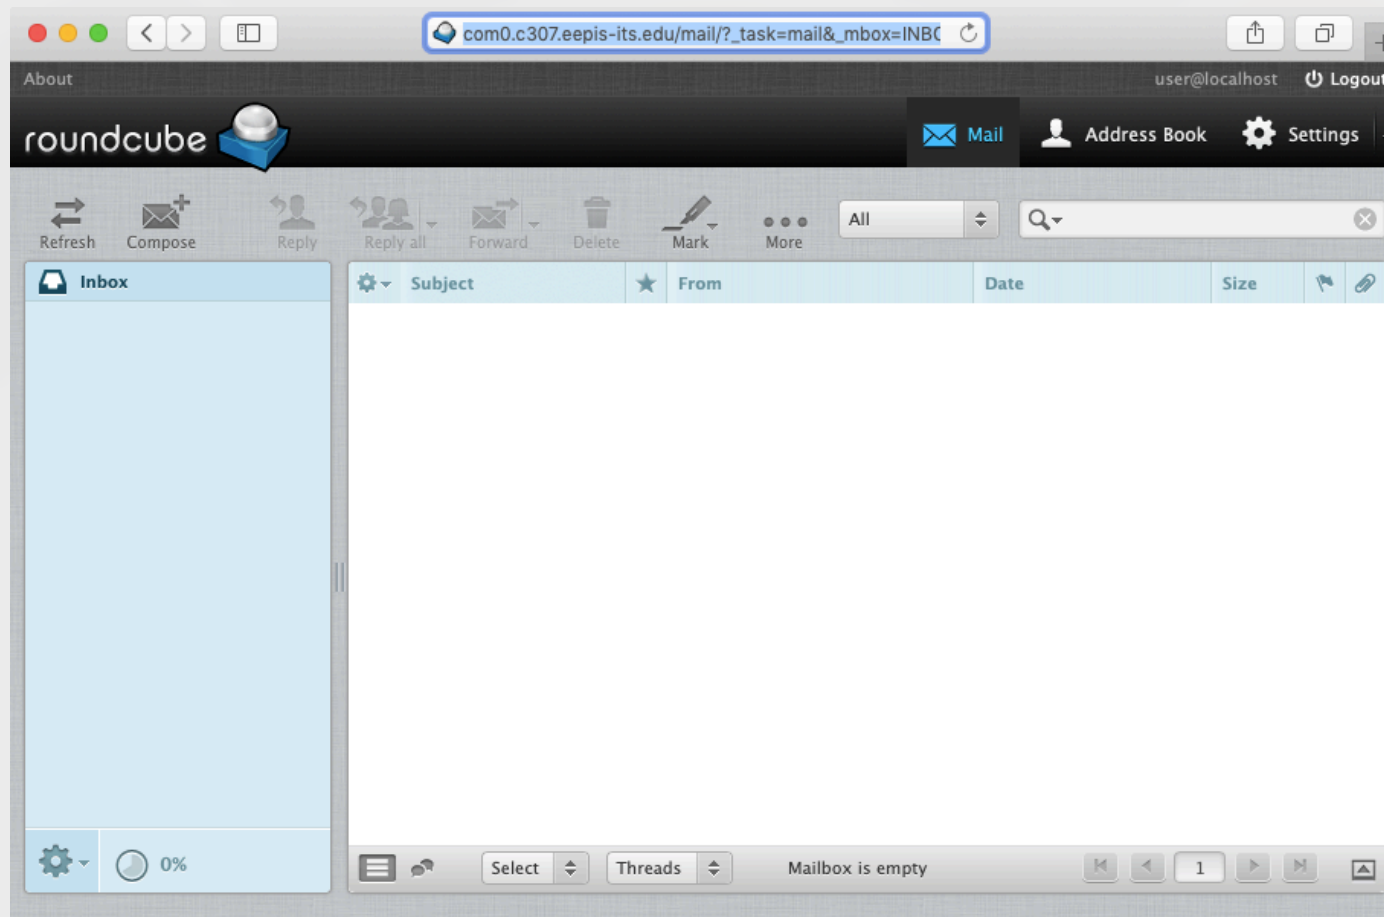 com0.c307.eepis-its.edu/mail/?_task=mail&_mbox=INBC
About user@localhost Logout
roundcube Mail Address Book Settings
Refresh Compose Reply Reply all Forward Delete Mark More All
Inbox Subject From Date Size
0% Select Threads Mailbox is empty 1